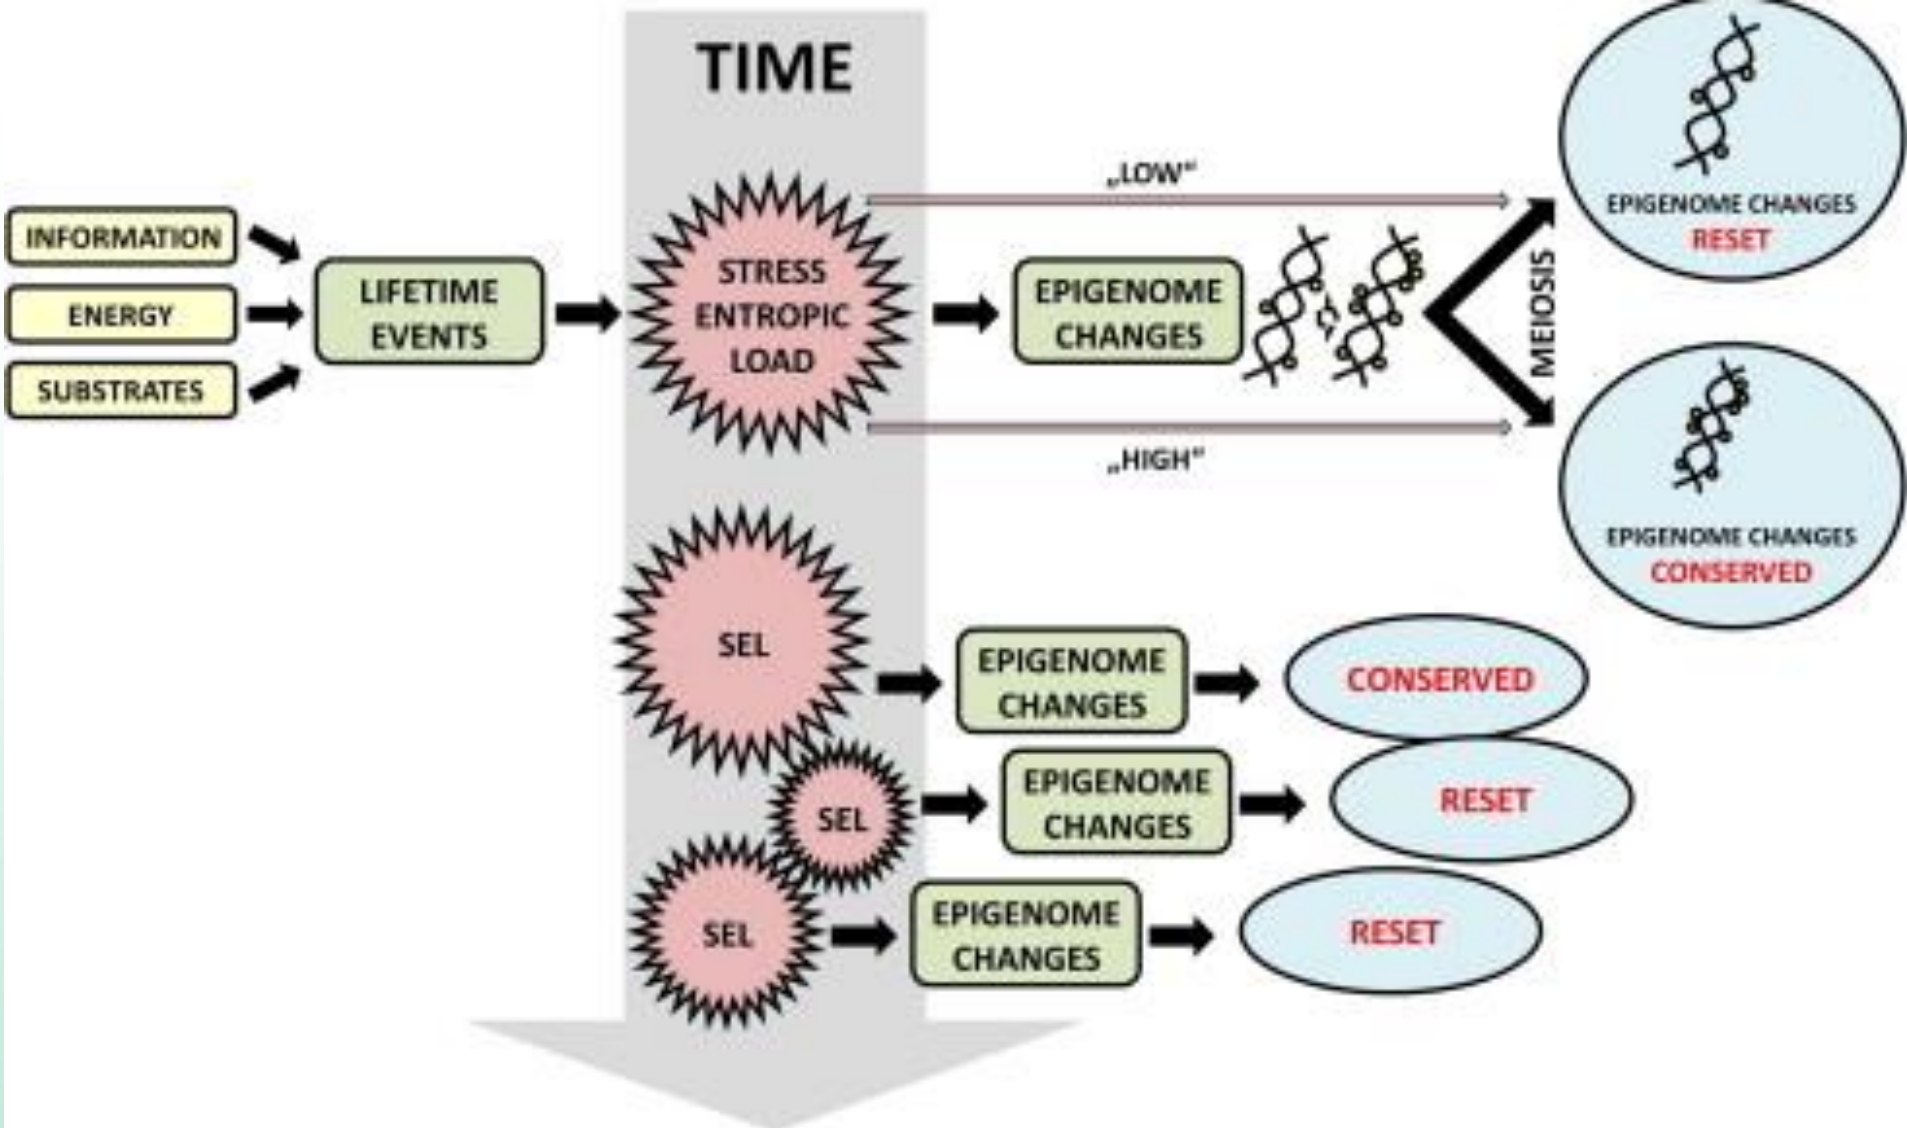 TIME
INFORMATION
ENERGY
SUBSTRATES
LIFETIME
EVENTS
STRESS
ENTROPIC
LOAD
„LOW“
EPIGENOME
CHANGES
„HIGH“
MEIOSIS
EPIGENOME CHANGES
RESET
EPIGENOME CHANGES
CONSERVED
SEL
EPIGENOME
CHANGES
CONSERVED
SEL
EPIGENOME
CHANGES
RESET
SEL
EPIGENOME
CHANGES
RESET